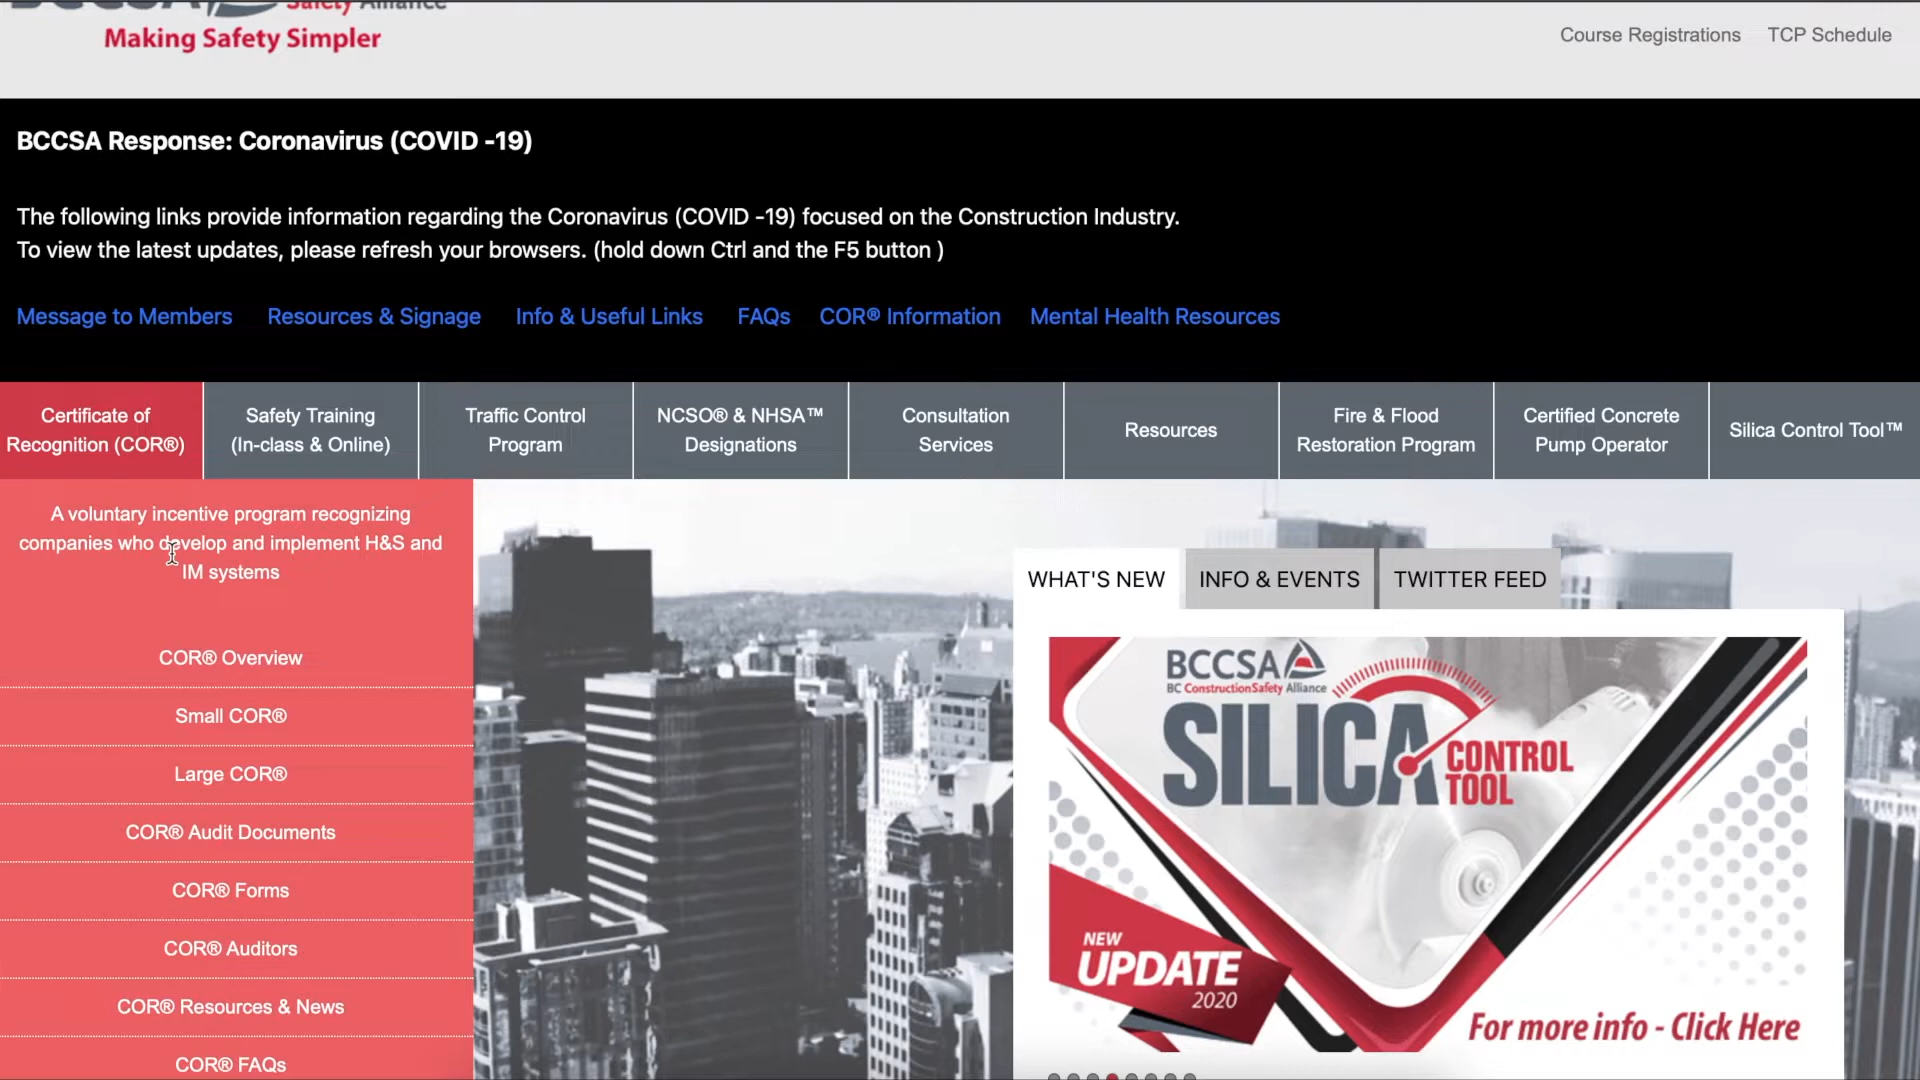 BCCSA Safety Alliance
Making Safety Simpler
Course Registrations TCP Schedule
BCCSA Response: Coronavirus (COVID -19)
The following links provide information regarding the Coronavirus (COVID -19) focused on the Construction Industry.
To view the latest updates, please refresh your browsers. (hold down Ctrl and the F5 button )
Message to Members Resources & Signage Info & Useful Links FAQs COR® Information Mental Health Resources
Certificate of
Recognition (COR®)
Safety Training
(In-class & Online)
Traffic Control
Program
NCSO® & NHSA™
Designations
Consultation
Services
Resources
Fire & Flood
Restoration Program
Certified Concrete
Pump Operator
Silica Control Tool™
A voluntary incentive program recognizing
companies who develop and implement H&S and
IM systems
COR® Overview
Small COR®
Large COR®
COR® Audit Documents
COR® Forms
COR® Auditors
COR® Resources & News
COR® FAQs
WHAT'S NEW INFO & EVENTS TWITTER FEED
BCCSA
BC ConstructionSafety Alliance
SILICA
CONTROL
TOOL
NEW
UPDATE
2020
For more info - Click Here